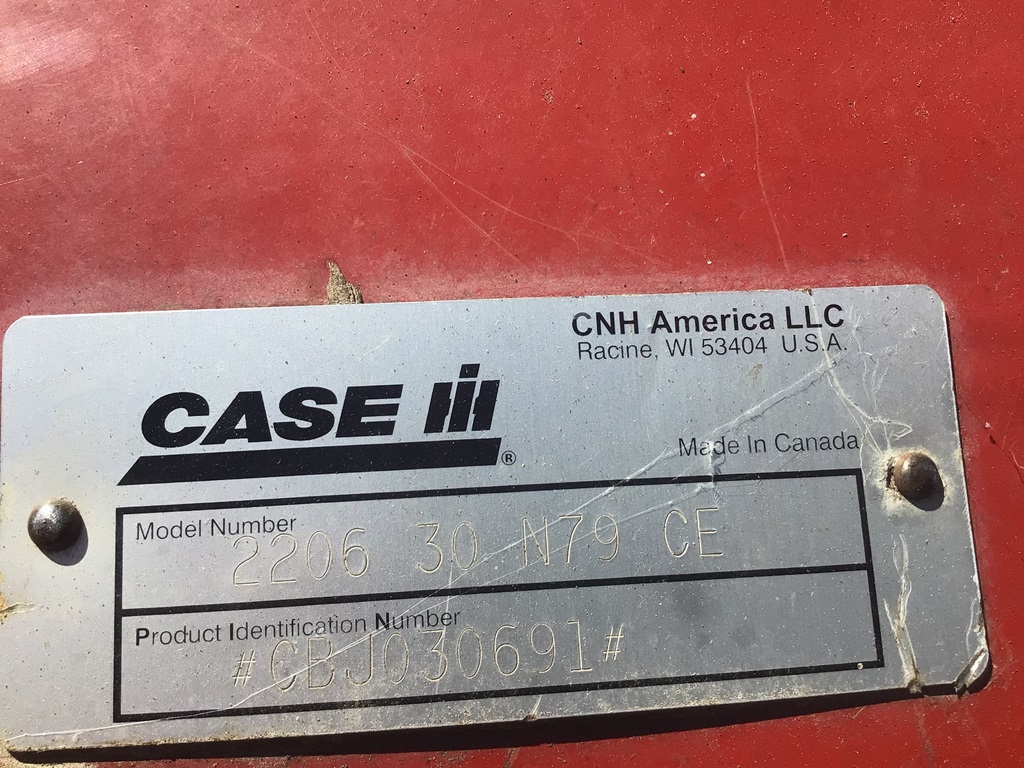 CNH America LLC
Racine, WI 53404 U.S.A.
CASE IH
®
Made In Canada
Model Number
2206 30 N79 CE
Product Identification Number
#CBJ030691#